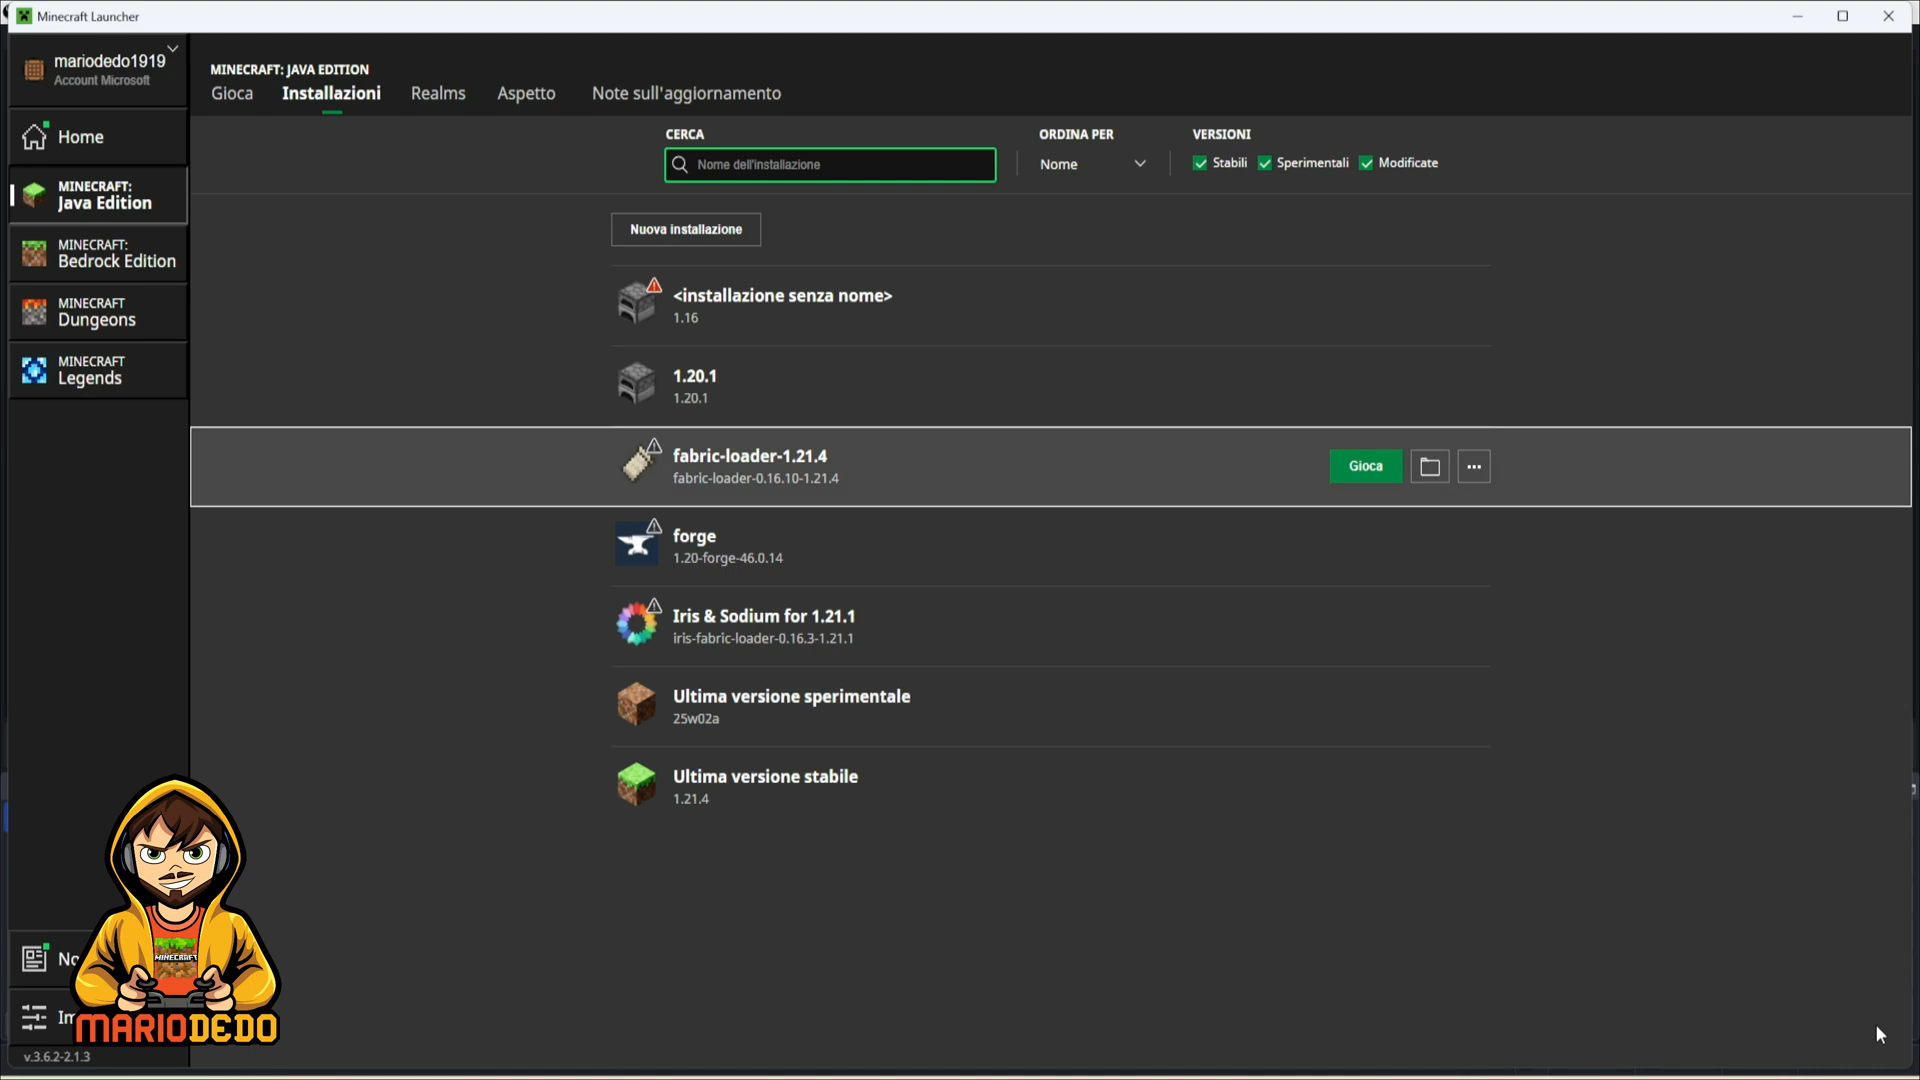 Minecraft Launcher
mariodedo1919
Account Microsoft
Home
MINECRAFT:
Java Edition
MINECRAFT:
Bedrock Edition
MINECRAFT
Dungeons
MINECRAFT
Legends
MINECRAFT: JAVA EDITION
Gioca Installazioni Realms Aspetto Note sull'aggiornamento
CERCA
Nome dell'installazione
ORDINA PER
Nome
VERSIONI
Stabili Sperimentali Modificate
Nuova installazione
<installazione senza nome>
1.16
1.20.1
1.20.1
fabric-loader-1.21.4
fabric-loader-0.16.10-1.21.4
Gioca
forge
1.20-forge-46.0.14
Iris & Sodium for 1.21.1
iris-fabric-loader-0.16.3-1.21.1
Ultima versione sperimentale
25w02a
Ultima versione stabile
1.21.4
MINECRAFT
MARIODEDO
v.3.6.2-2.1.3